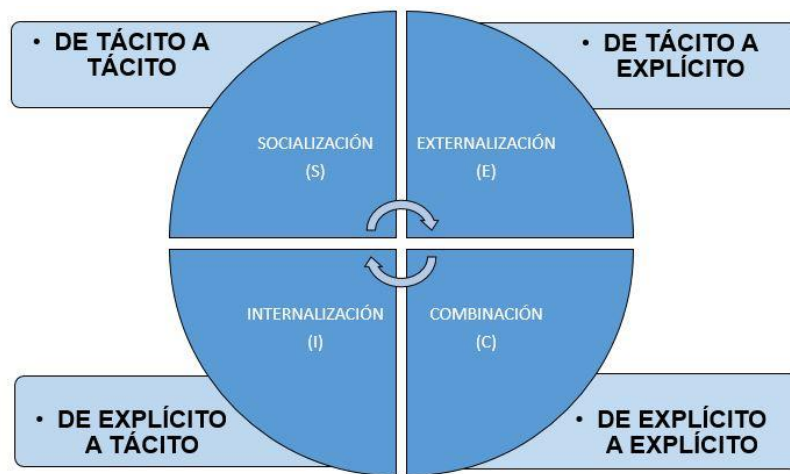 • DE TÁCITO A
TÁCITO
• DE TÁCITO A
EXPLÍCITO
SOCIALIZACIÓN
(S)
EXTERNALIZACIÓN
(E)
INTERNALIZACIÓN
(I)
COMBINACIÓN
(C)
• DE EXPLÍCITO
A TÁCITO
• DE EXPLÍCITO
A EXPLÍCITO